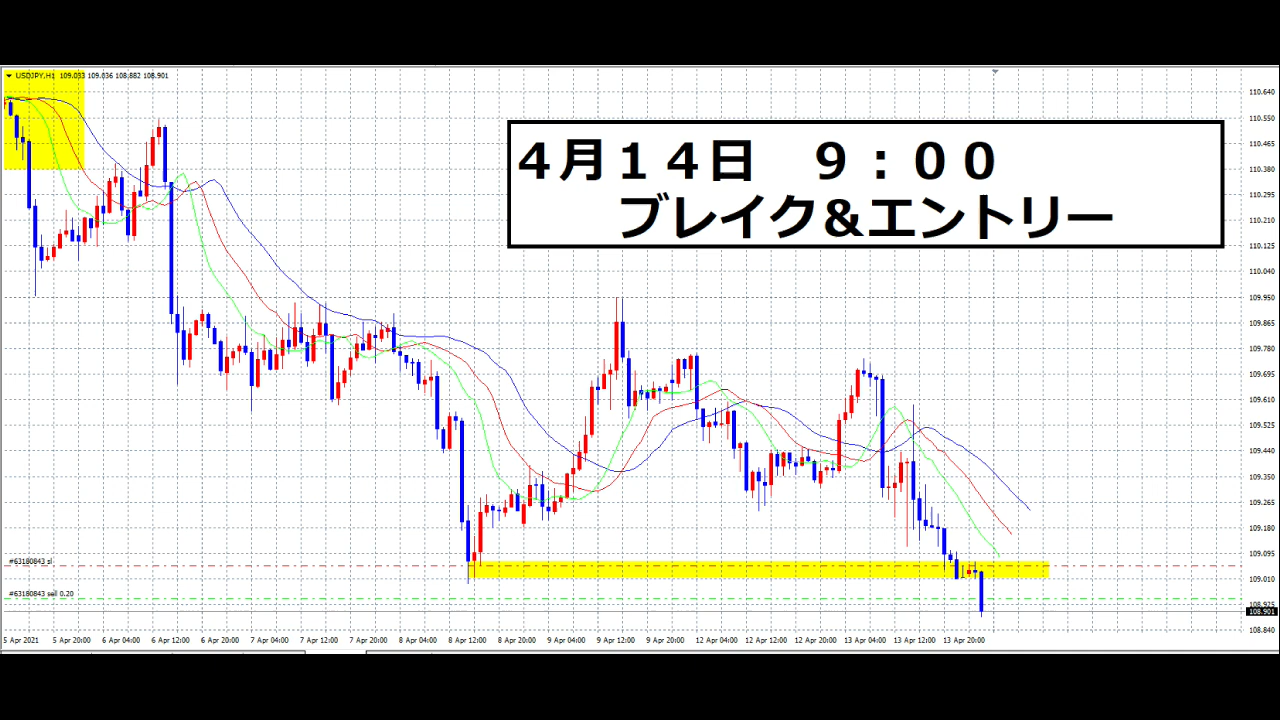 USDJPY,H1 109.033 109.036 108.882 108.901
４月１４日　９：００
ブレイク&エントリー
110.640
110.550
110.465
110.380
110.295
110.210
110.125
110.040
109.950
109.865
109.780
109.695
109.610
109.525
109.440
109.350
109.265
109.180
109.095
109.010
108.975
108.901
108.840
#63180843 sl
#63180843 sell 0.20
5 Apr 2021
5 Apr 20:00
6 Apr 04:00
6 Apr 12:00
6 Apr 20:00
7 Apr 04:00
7 Apr 12:00
7 Apr 20:00
8 Apr 04:00
8 Apr 12:00
8 Apr 20:00
9 Apr 04:00
9 Apr 12:00
9 Apr 20:00
12 Apr 04:00
12 Apr 12:00
12 Apr 20:00
13 Apr 04:00
13 Apr 12:00
13 Apr 20:00